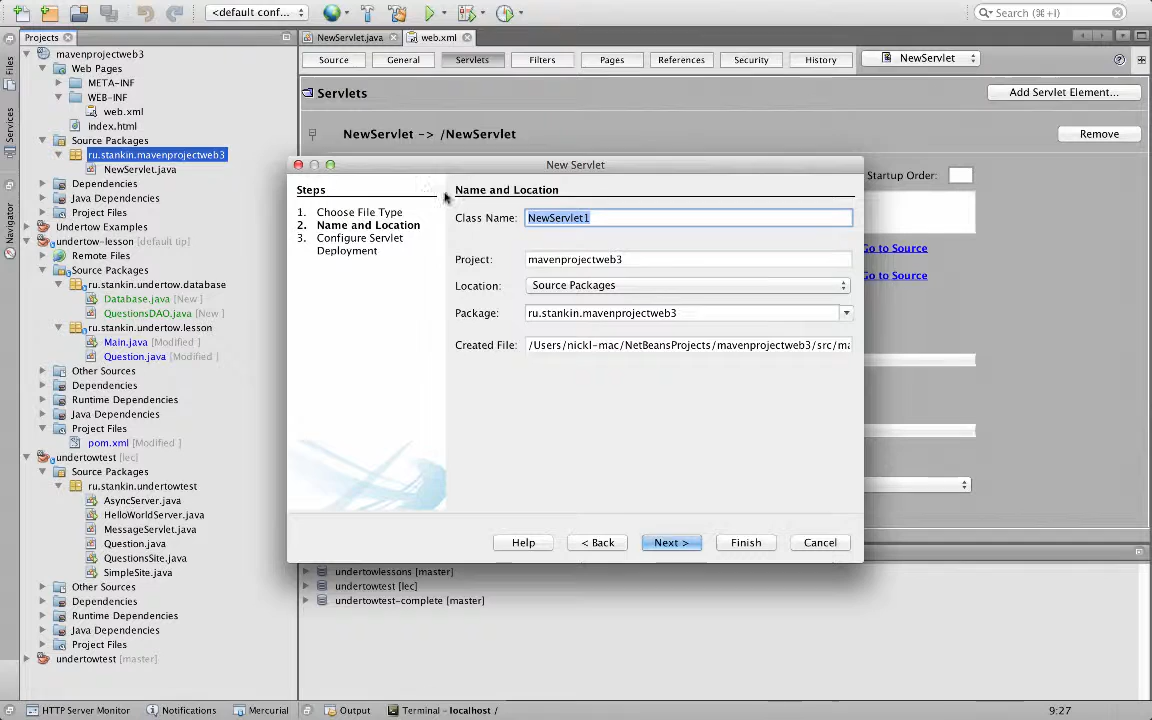 <default conf...
Search (⌘+I)
Projects
NewServlet.java
web.xml
Files
Services
Navigator
Source
General
Servlets
Filters
Pages
References
Security
History
NewServlet
Servlets
Add Servlet Element...
NewServlet -> /NewServlet
Remove
Startup Order:
Go to Source
Go to Source
mavenprojectweb3
Web Pages
META-INF
WEB-INF
web.xml
index.html
Source Packages
ru.stankin.mavenprojectweb3
NewServlet.java
Dependencies
Java Dependencies
Project Files
Undertow Examples
undertow-lesson [default tip]
Remote Files
Source Packages
ru.stankin.undertow.database
Database.java [New ]
QuestionsDAO.java [New ]
ru.stankin.undertow.lesson
Main.java [Modified ]
Question.java [Modified ]
Other Sources
Dependencies
Runtime Dependencies
Java Dependencies
Project Files
pom.xml [Modified ]
undertowtest [lec]
Source Packages
ru.stankin.undertowtest
AsyncServer.java
HelloWorldServer.java
MessageServlet.java
Question.java
QuestionsSite.java
SimpleSite.java
Other Sources
Dependencies
Runtime Dependencies
Java Dependencies
Project Files
undertowtest [master]
New Servlet
Steps
1. Choose File Type
2. Name and Location
3. Configure Servlet
Deployment
Name and Location
Class Name: NewServlet1
Project: mavenprojectweb3
Location: Source Packages
Package: ru.stankin.mavenprojectweb3
Created File: /Users/nickl-mac/NetBeansProjects/mavenprojectweb3/src/ma
Help
< Back
Next >
Finish
Cancel
undertowlessons [master]
undertowtest [lec]
undertowtest-complete [master]
HTTP Server Monitor
Notifications
Mercurial
Output
Terminal - localhost /
9:27